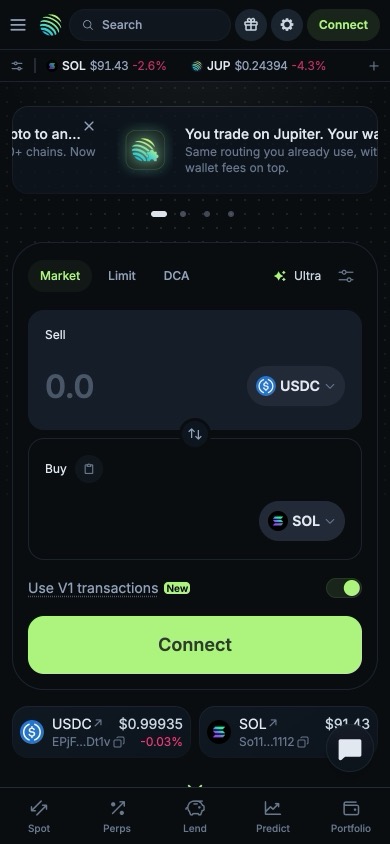 Search
Connect
SOL $91.43 -2.6% JUP $0.24394 -4.3%
pto to an...
0+ chains. Now
You trade on Jupiter. Your wa
Same routing you already use, wit
wallet fees on top.
Market Limit DCA Ultra
Sell
0.0
USDC
Buy
SOL
Use V1 transactions New
Connect
USDC $0.99935
EPjF...Dt1v -0.03%
SOL $91.43
So11...1112
Spot Perps Lend Predict Portfolio